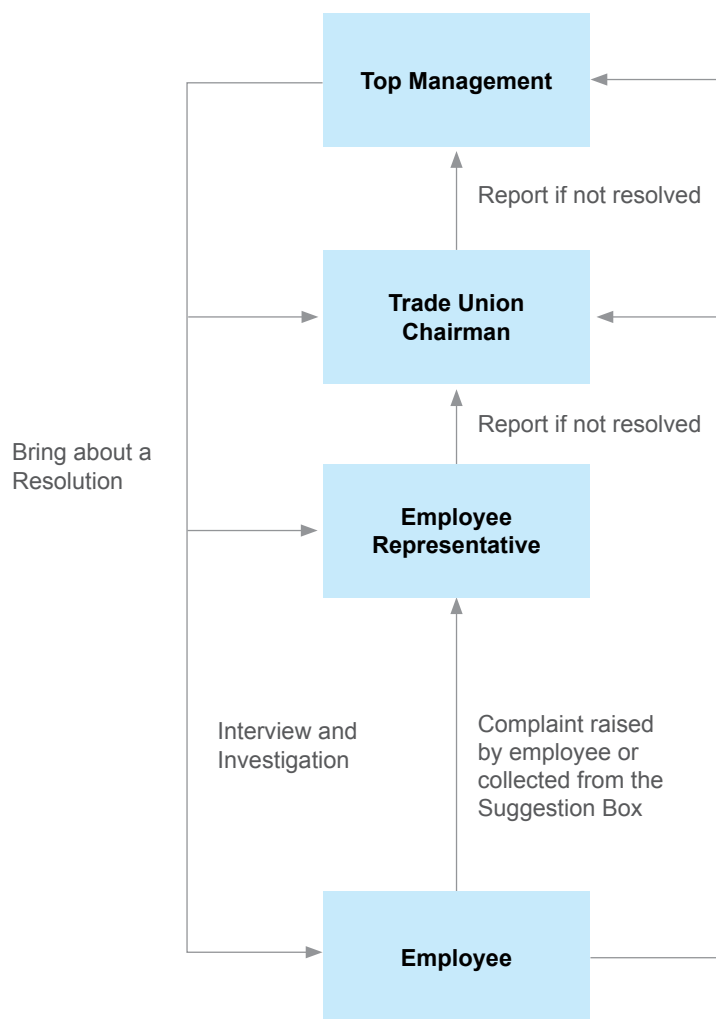 Top Management
Report if not resolved
Trade Union
Chairman
Report if not resolved
Bring about a
Resolution
Employee
Representative
Interview and
Investigation
Complaint raised
by employee or
collected from the
Suggestion Box
Employee